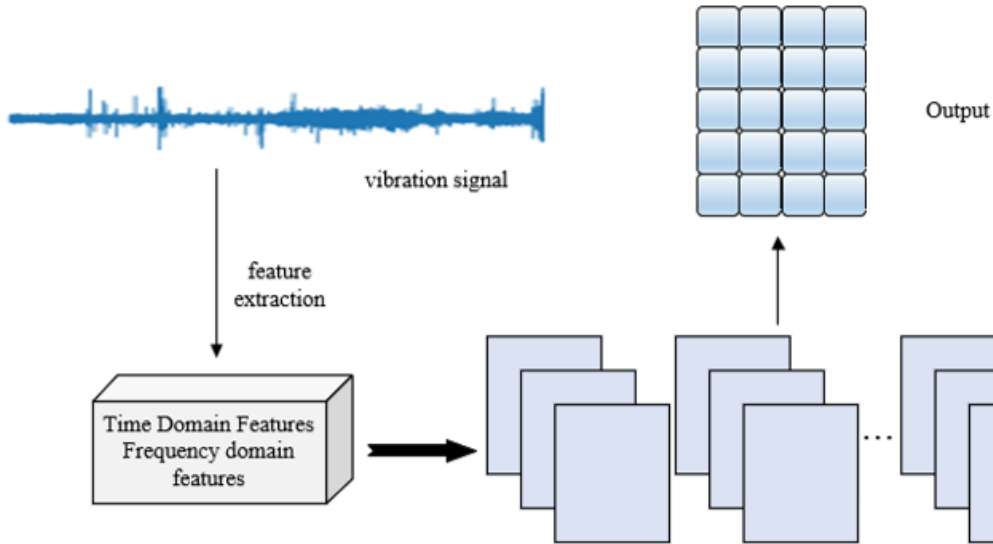 vibration signal
Output
feature
extraction
Time Domain Features
Frequency domain
features
...